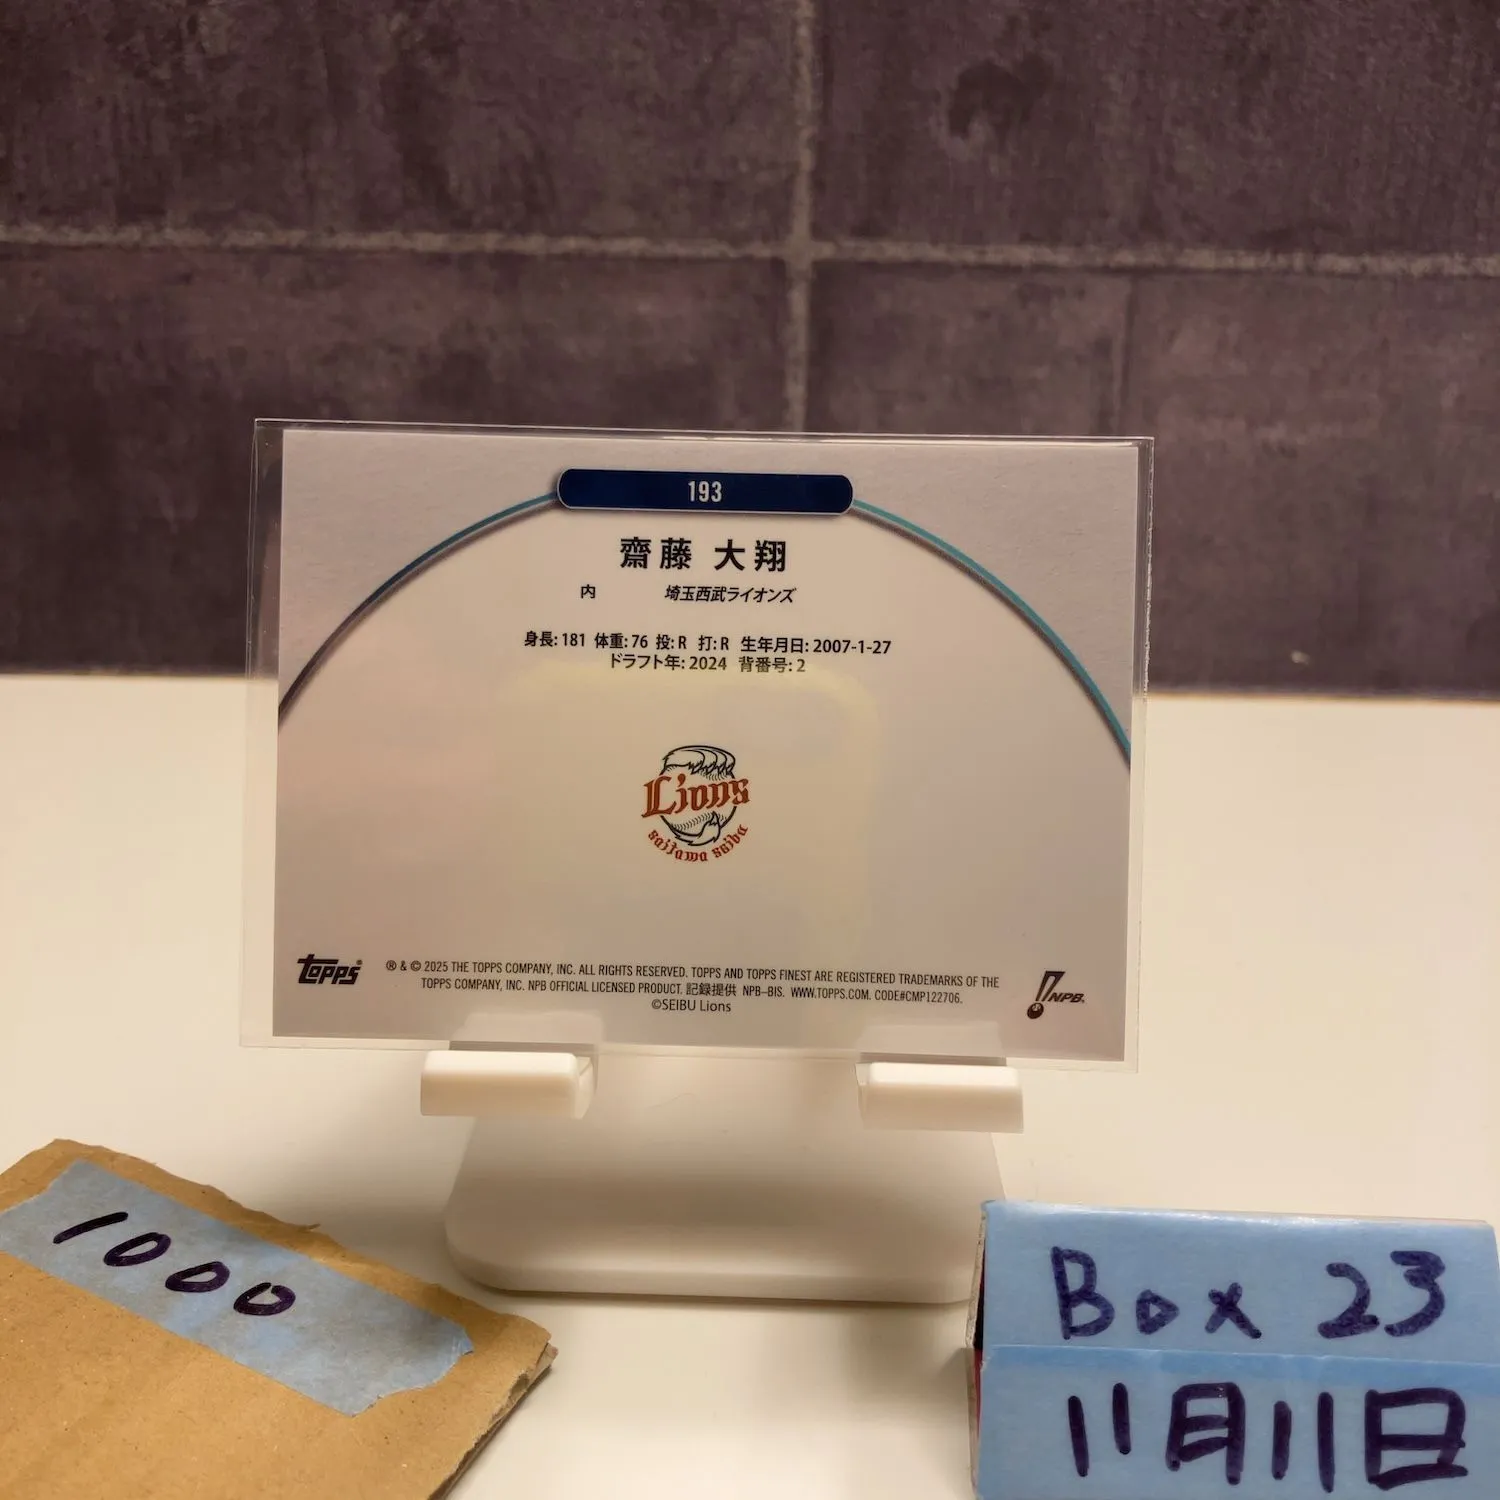 193
齋藤 大翔
内 埼玉西武ライオンズ
身長: 181 体重: 76 投: R 打: R 生年月日: 2007-1-27
ドラフト年: 2024 背番号: 2
Lions
saitama seibu
topps®
® & © 2025 THE TOPPS COMPANY, INC. ALL RIGHTS RESERVED. TOPPS AND TOPPS FINEST ARE REGISTERED TRADEMARKS OF THE
TOPPS COMPANY, INC. NPB OFFICIAL LICENSED PRODUCT. 記録提供 NPB-BIS. WWW.TOPPS.COM. CODE#CMP122706.
©SEIBU Lions
NPB
1000
Box 23
11月11日